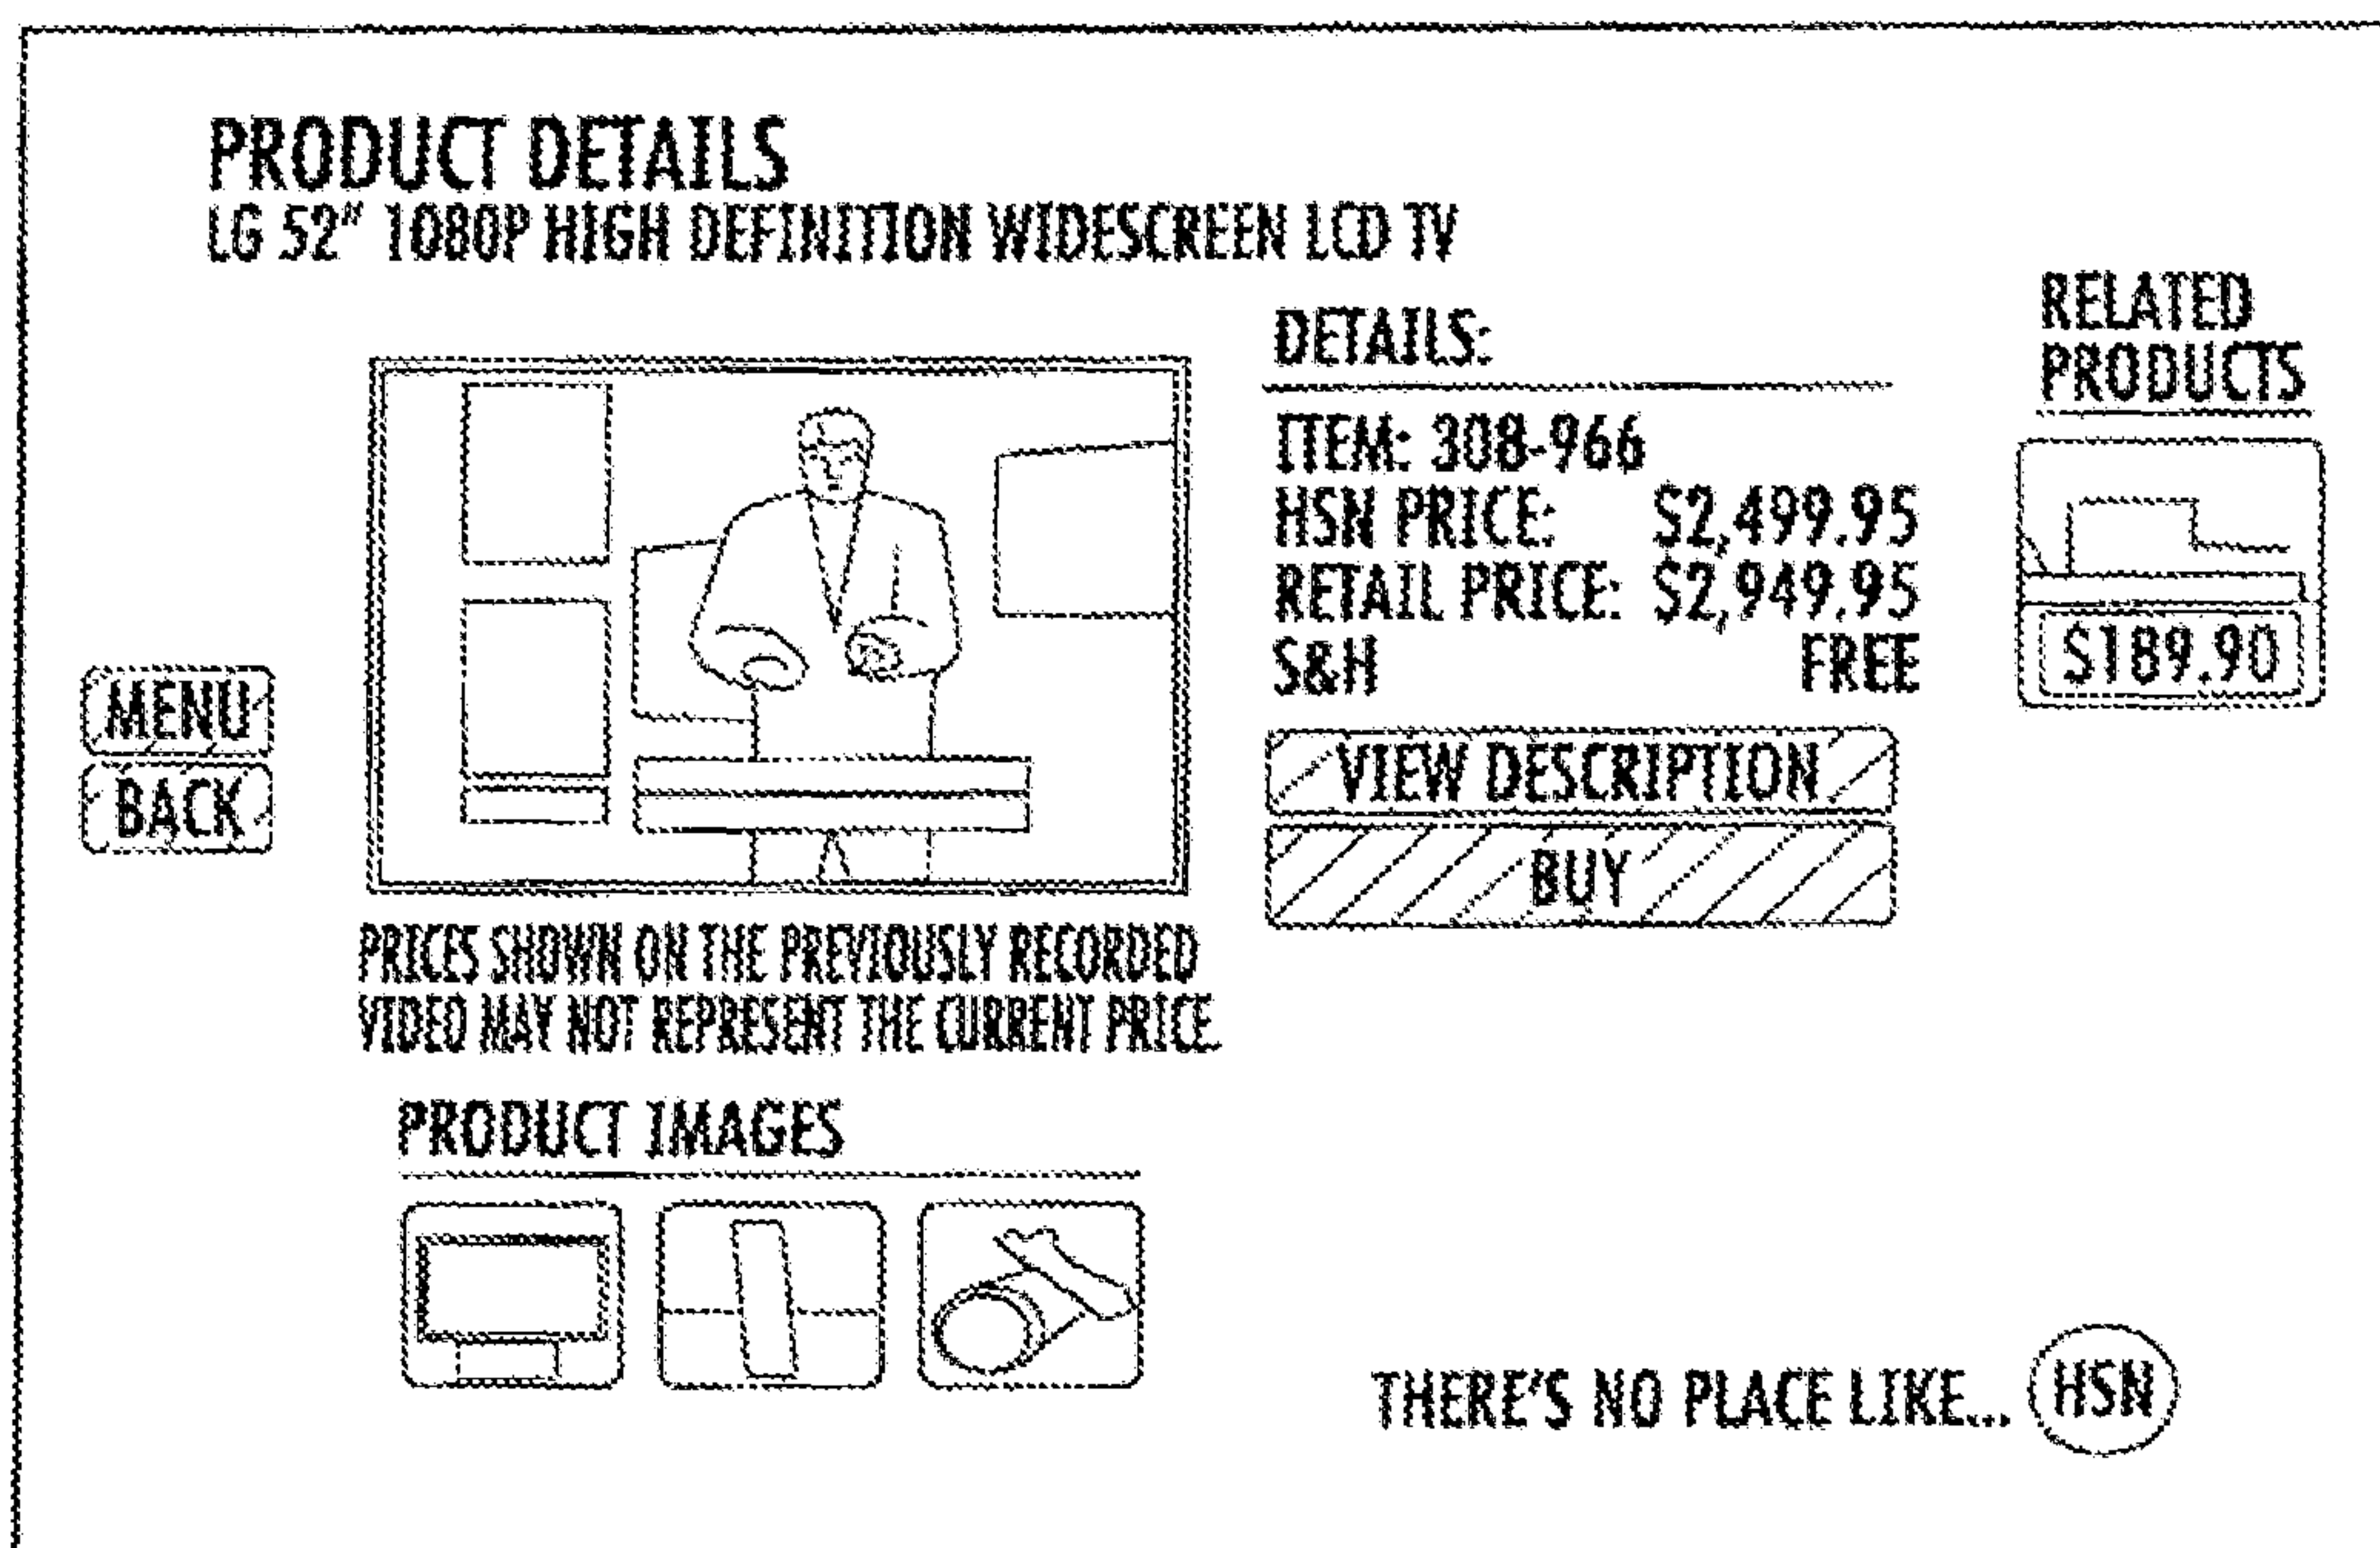 PRODUCT DETAILS
LG 52" 1080P HIGH DEFINITION WIDESCREEN LCD TV
DETAILS:
ITEM: 308-966
HSN PRICE: $2,499.95
RETAIL PRICE: $2,949.95
S&H FREE
VIEW DESCRIPTION
BUY
RELATED
PRODUCTS
$189.90
MENU
BACK
PRICES SHOWN ON THE PREVIOUSLY RECORDED
VIDEO MAY NOT REPRESENT THE CURRENT PRICE.
PRODUCT IMAGES
THERE'S NO PLACE LIKE... HSN